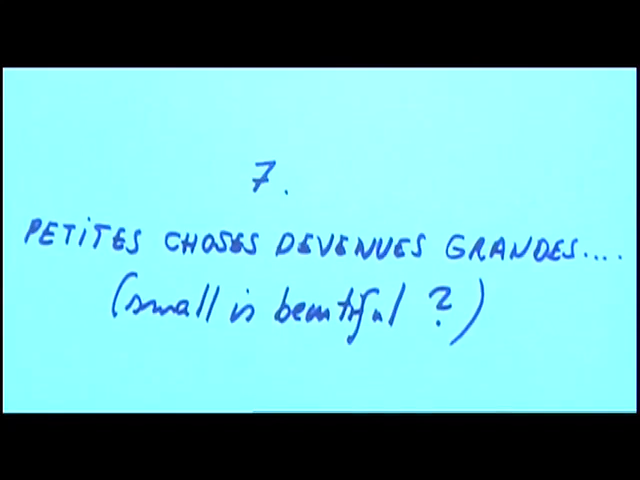 7.
PETITES CHOSES DEVENUES GRANDES....
(small is beautiful ?)